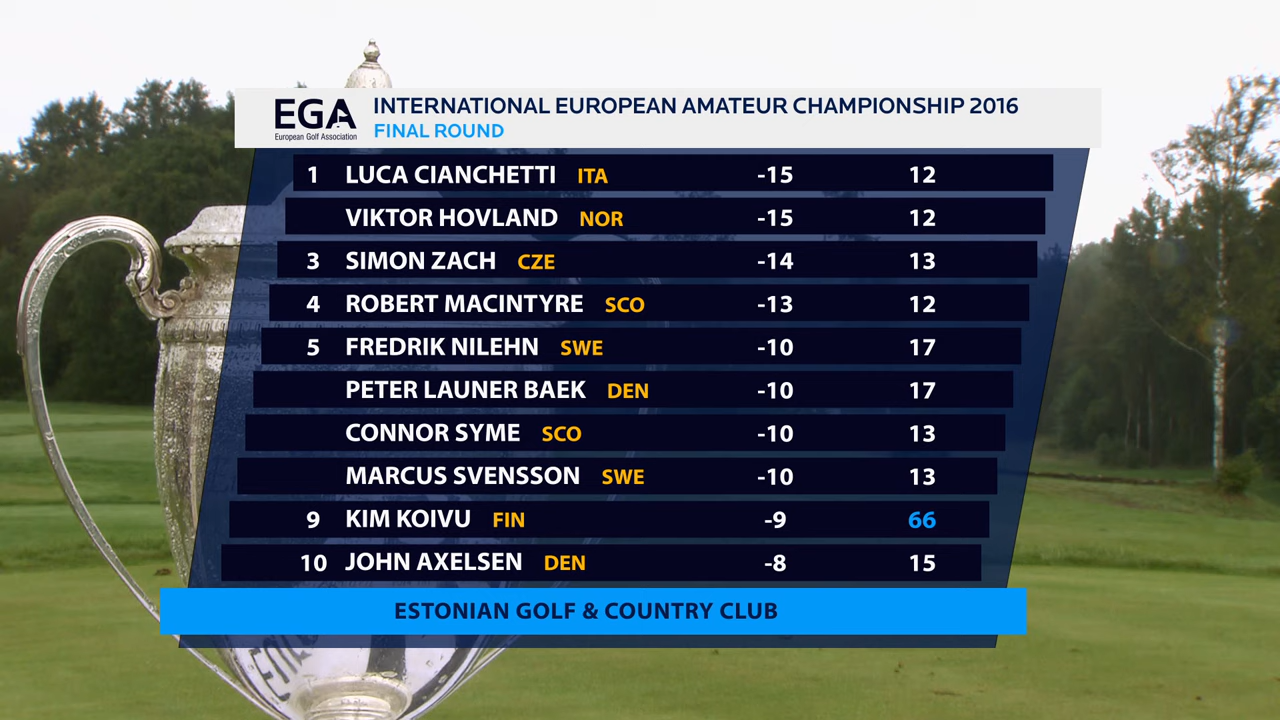 EGA
European Golf Association
INTERNATIONAL EUROPEAN AMATEUR CHAMPIONSHIP 2016
FINAL ROUND
1 LUCA CIANCHETTI ITA -15 12
VIKTOR HOVLAND NOR -15 12
3 SIMON ZACH CZE -14 13
4 ROBERT MACINTYRE SCO -13 12
5 FREDRIK NILEHN SWE -10 17
PETER LAUNER BAEK DEN -10 17
CONNOR SYME SCO -10 13
MARCUS SVENSSON SWE -10 13
9 KIM KOIVU FIN -9 66
10 JOHN AXELSEN DEN -8 15
ESTONIAN GOLF & COUNTRY CLUB